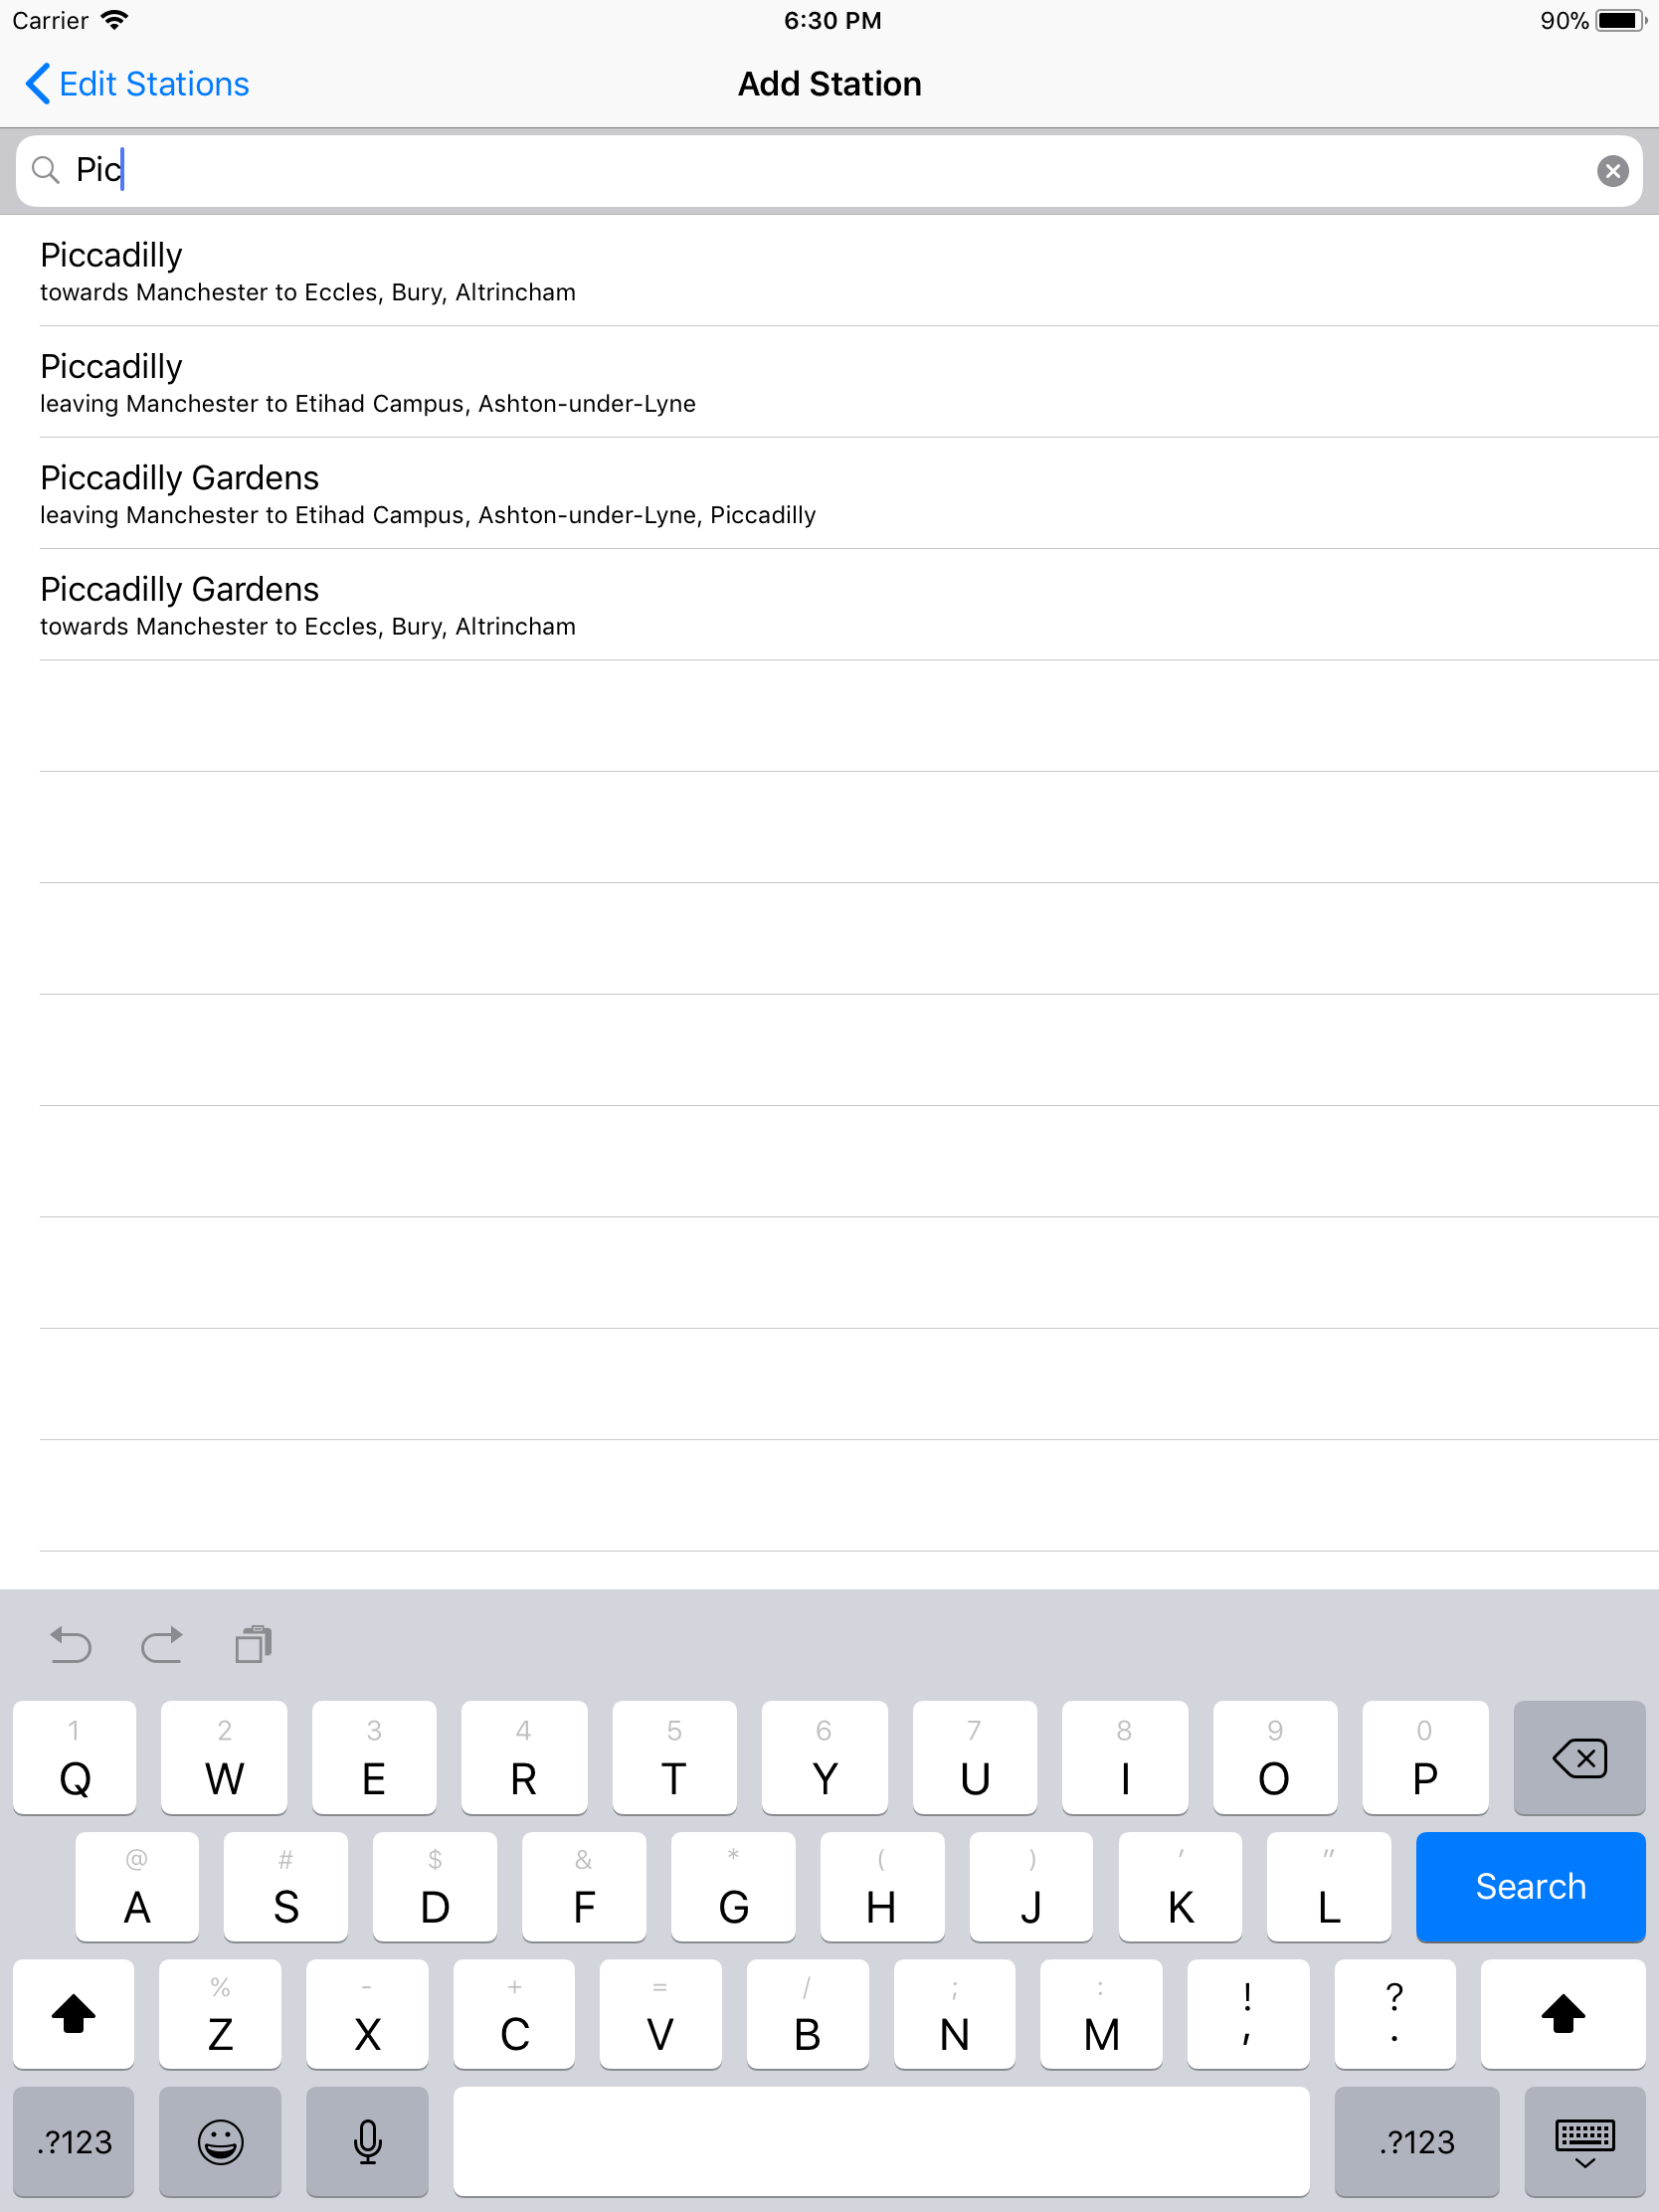 Carrier 6:30 PM 90%
Edit Stations Add Station
Pic
Piccadilly
towards Manchester to Eccles, Bury, Altrincham
Piccadilly
leaving Manchester to Etihad Campus, Ashton-under-Lyne
Piccadilly Gardens
leaving Manchester to Etihad Campus, Ashton-under-Lyne, Piccadilly
Piccadilly Gardens
towards Manchester to Eccles, Bury, Altrincham
1 2 3 4 5 6 7 8 9 0
Q W E R T Y U I O P
@ # $ & * ( ) ' "
A S D F G H J K L Search
% - + = / ; : ! ?
Z X C V B N M , .
.?123 .?123